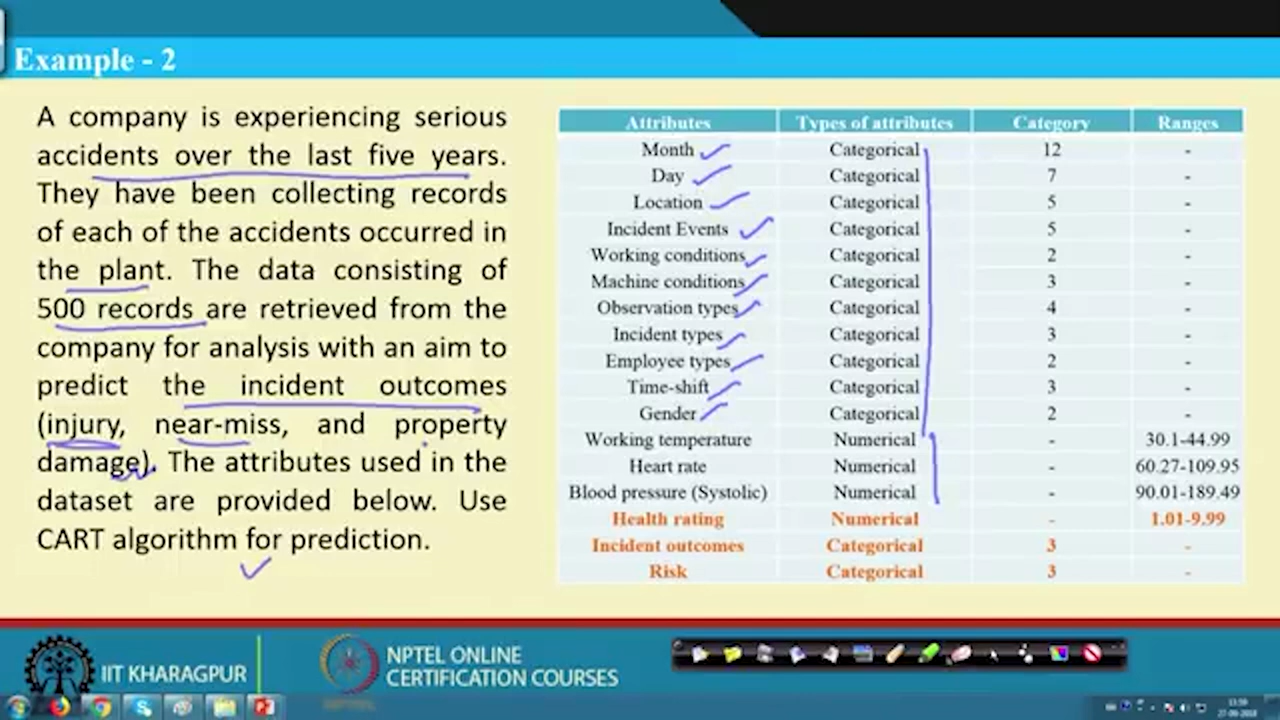 Example - 2
A company is experiencing serious
accidents over the last five years.
They have been collecting records
of each of the accidents occurred in
the plant. The data consisting of
500 records are retrieved from the
company for analysis with an aim to
predict the incident outcomes
(injury, near-miss, and property
damage). The attributes used in the
dataset are provided below. Use
CART algorithm for prediction.
Attributes Types of attributes Category Ranges
Month Categorical 12 -
Day Categorical 7 -
Location Categorical 5 -
Incident Events Categorical 5 -
Working conditions Categorical 2 -
Machine conditions Categorical 3 -
Observation types Categorical 4 -
Incident types Categorical 3 -
Employee types Categorical 2 -
Time-shift Categorical 3 -
Gender Categorical 2 -
Working temperature Numerical - 30.1-44.99
Heart rate Numerical - 60.27-109.95
Blood pressure (Systolic) Numerical - 90.01-189.49
Health rating Numerical - 1.01-9.99
Incident outcomes Categorical 3 -
Risk Categorical 3 -
IIT KHARAGPUR
NPTEL ONLINE
CERTIFICATION COURSES